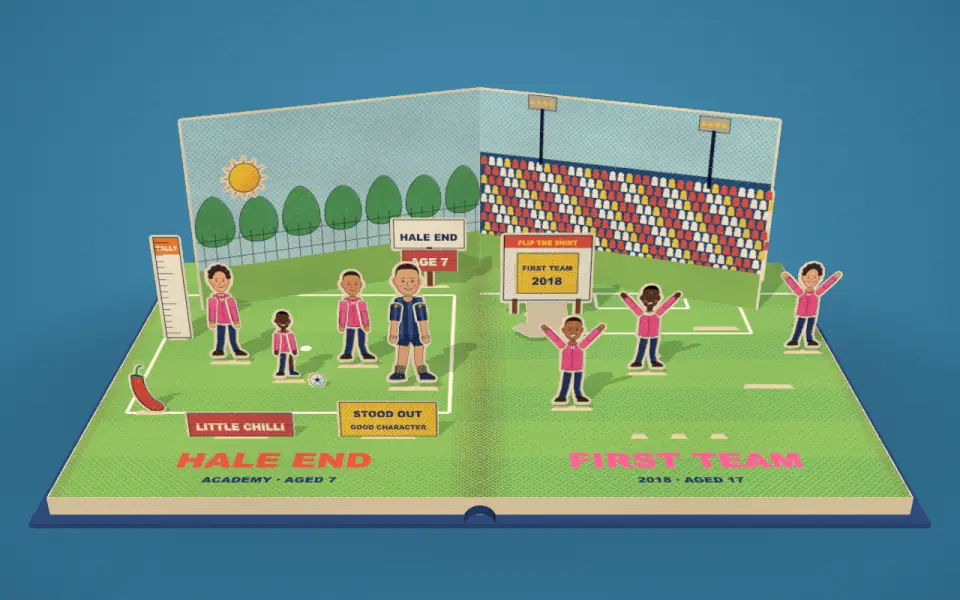 TALLY
HALE END
AGE 7
FLIP THE SHIRT
FIRST TEAM
2018
LITTLE CHILLI
STOOD OUT
GOOD CHARACTER
HALE END
ACADEMY · AGED 7
FIRST TEAM
2018 · AGED 17